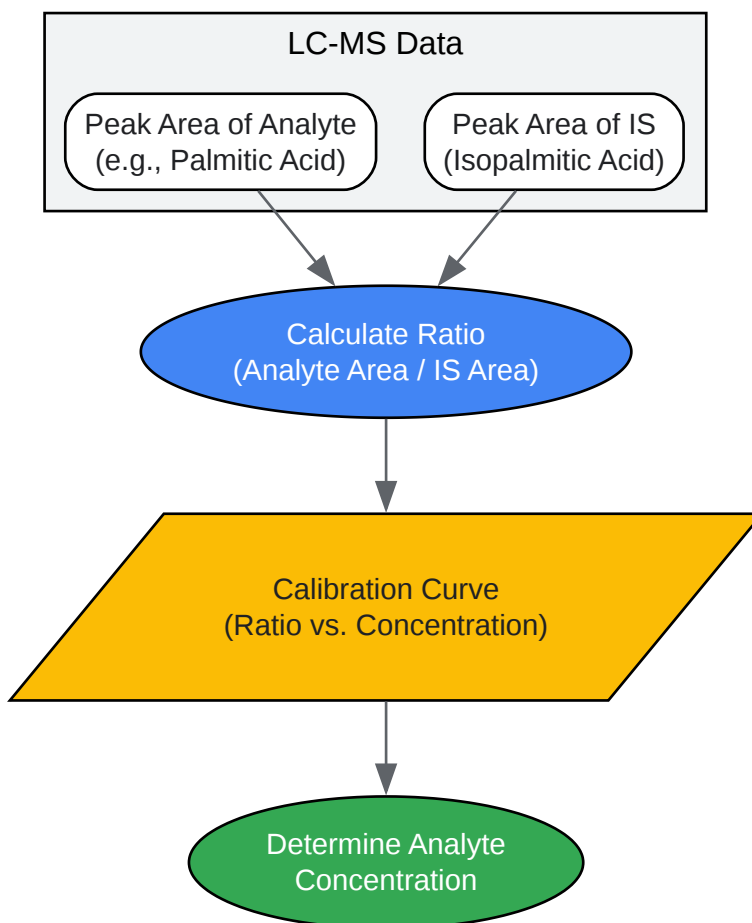 LC-MS Data
Peak Area of Analyte
(e.g., Palmitic Acid)
Peak Area of IS
(Isopalmitic Acid)
Calculate Ratio
(Analyte Area / IS Area)
Calibration Curve
(Ratio vs. Concentration)
Determine Analyte
Concentration